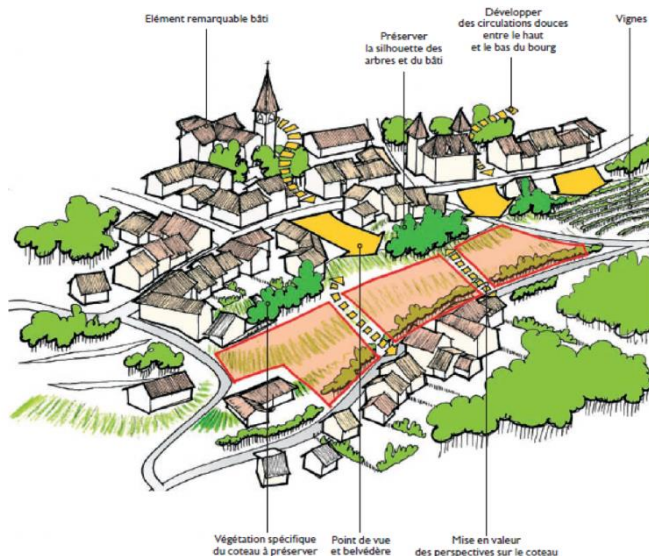 Elément remarquable bâti
Préserver
la silhouette des
arbres et du bâti
Développer
des circulations douces
entre le haut
et le bas du bourg
Vignes
Végétation spécifique
du coteau à préserver
Point de vue
et belvédère
Mise en valeur
des perspectives sur le coteau